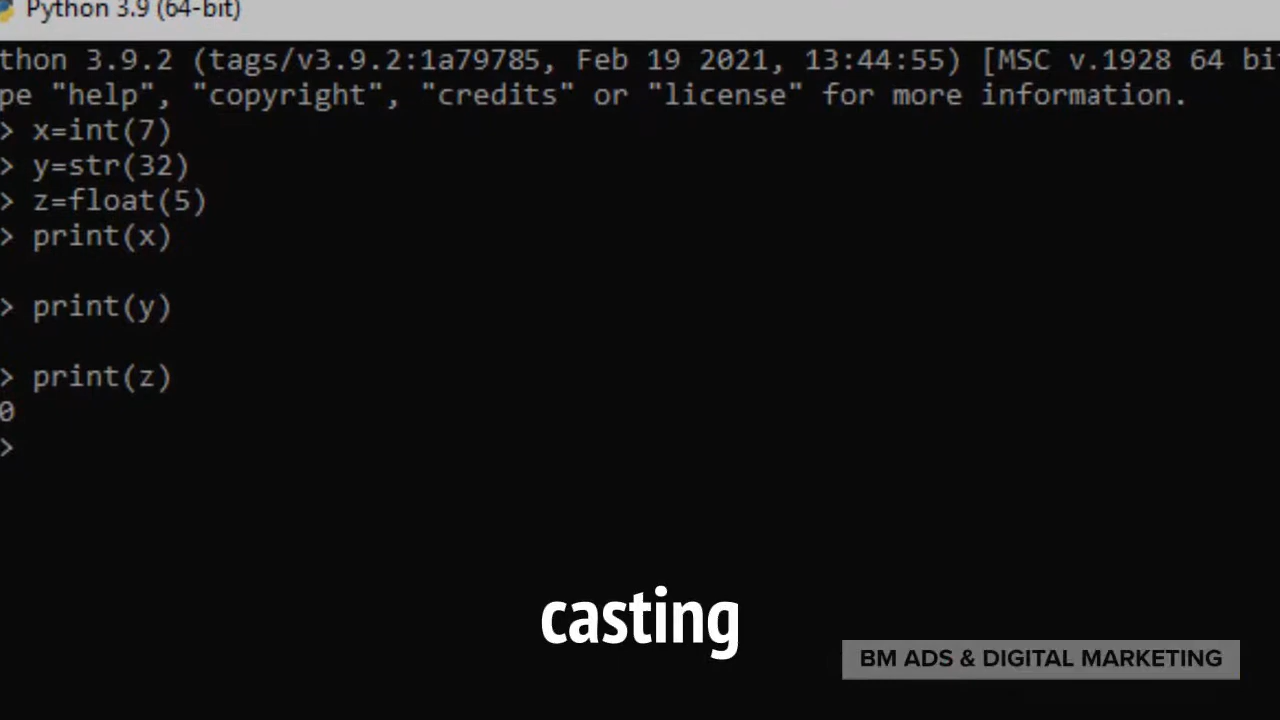 Python 3.9 (64-bit)
thon 3.9.2 (tags/v3.9.2:1a79785, Feb 19 2021, 13:44:55) [MSC v.1928 64 bi
pe "help", "copyright", "credits" or "license" for more information.
> x=int(7)
> y=str(32)
> z=float(5)
> print(x)
> print(y)
> print(z)
0
>
casting
BM ADS & DIGITAL MARKETING